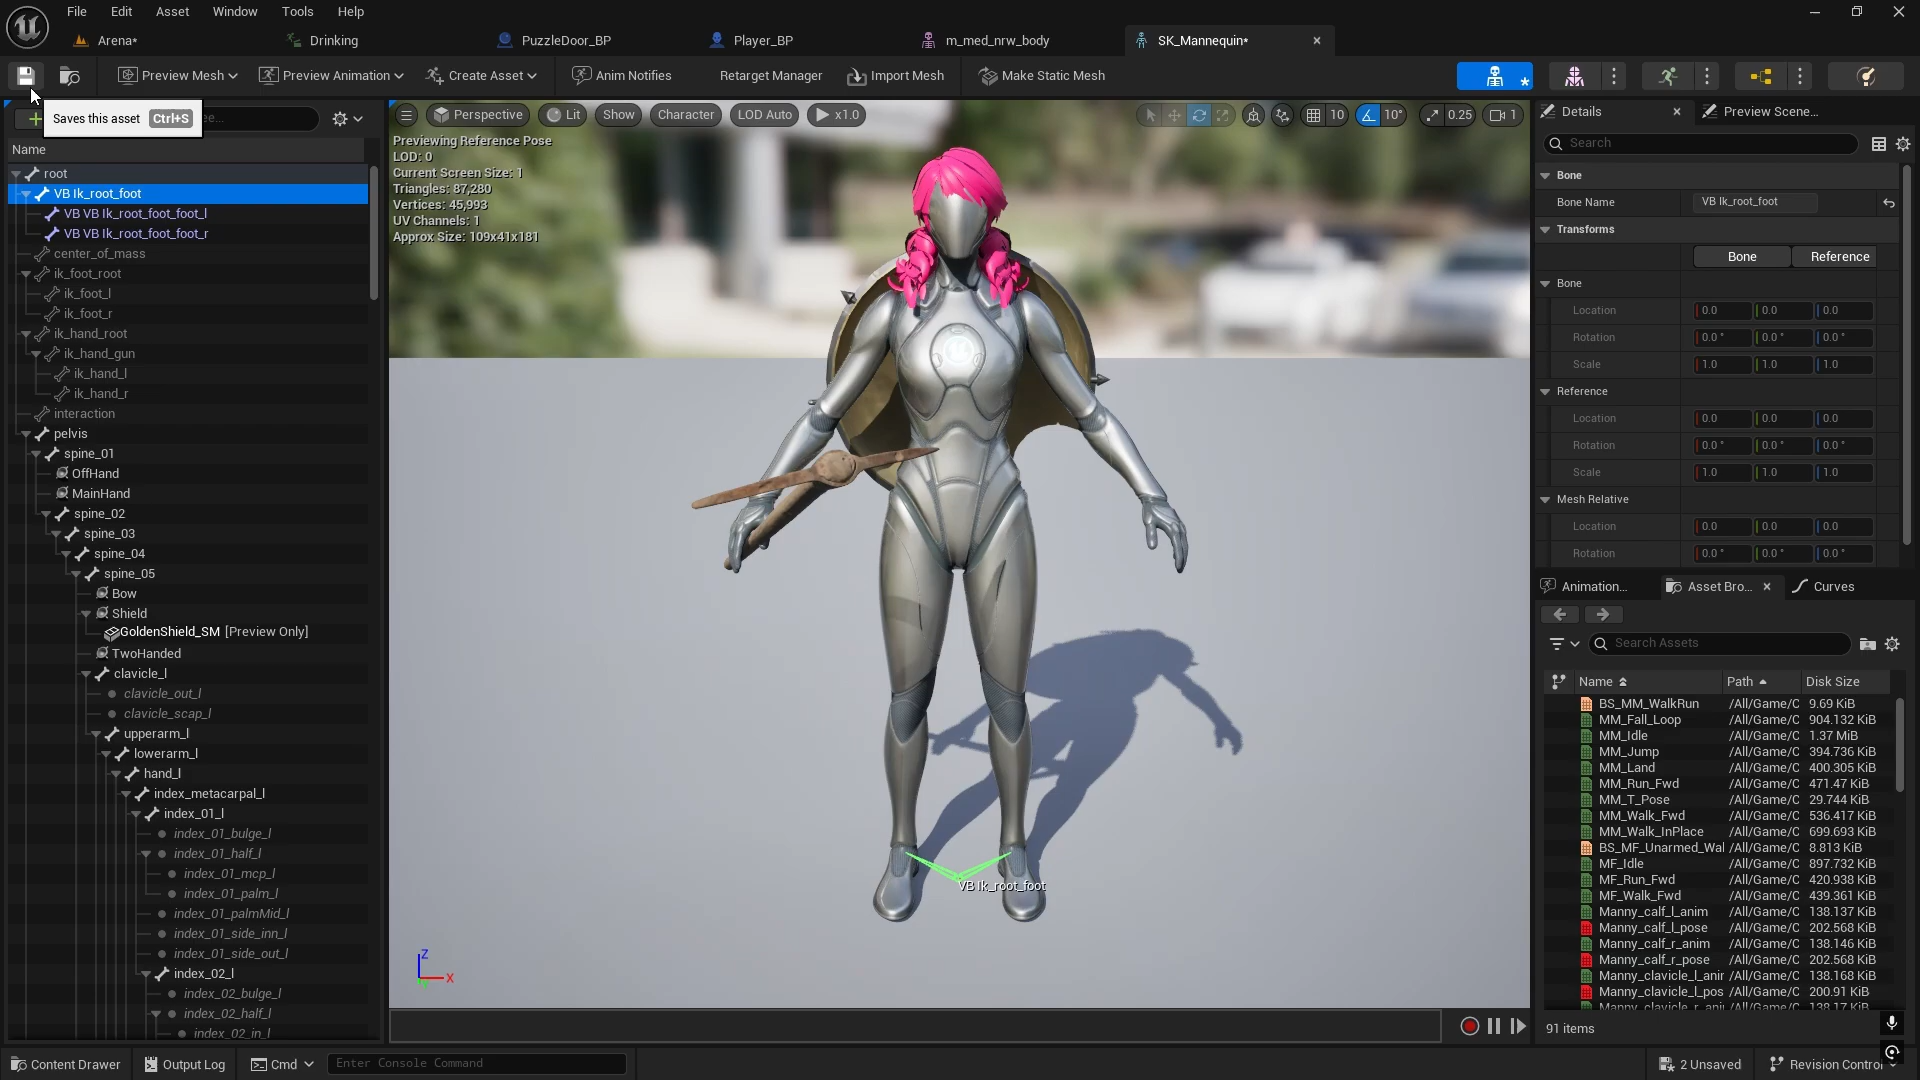 File Edit Asset Window Tools Help
Arena* Drinking PuzzleDoor_BP Player_BP m_med_nrw_body SK_Mannequin*
Preview Mesh Preview Animation Create Asset Anim Notifies Retarget Manager Import Mesh Make Static Mesh
Saves this asset Ctrl+S
Name
root
VB Ik_root_foot
VB VB Ik_root_foot_foot_l
VB VB Ik_root_foot_foot_r
center_of_mass
ik_foot_root
ik_foot_l
ik_foot_r
ik_hand_root
ik_hand_gun
ik_hand_l
ik_hand_r
interaction
pelvis
spine_01
OffHand
MainHand
spine_02
spine_03
spine_04
spine_05
Bow
Shield
GoldenShield_SM [Preview Only]
TwoHanded
clavicle_l
clavicle_out_l
clavicle_scap_l
upperarm_l
lowerarm_l
hand_l
index_metacarpal_l
index_01_l
index_01_bulge_l
index_01_half_l
index_01_mcp_l
index_01_palm_l
index_01_palmMid_l
index_01_side_inn_l
index_01_side_out_l
index_02_l
index_02_bulge_l
index_02_half_l
index_02_in_l
Perspective Lit Show Character LOD Auto x1.0 10 10° 0.25 1
Previewing Reference Pose
LOD: 0
Current Screen Size: 1
Triangles: 87,280
Vertices: 45,993
UV Channels: 1
Approx Size: 109x41x181
VB Ik_root_foot
Z
X
Details Preview Scene...
Search
Bone
Bone Name VB Ik_root_foot
Transforms
Bone Reference
Bone
Location 0.0 0.0 0.0
Rotation 0.0 ° 0.0 ° 0.0 °
Scale 1.0 1.0 1.0
Reference
Location 0.0 0.0 0.0
Rotation 0.0 ° 0.0 ° 0.0 °
Scale 1.0 1.0 1.0
Mesh Relative
Location 0.0 0.0 0.0
Rotation 0.0 ° 0.0 ° 0.0 °
Animation... Asset Bro... Curves
Search Assets
Name Path Disk Size
BS_MM_WalkRun /All/Game/C 9.69 KiB
MM_Fall_Loop /All/Game/C 904.132 KiB
MM_Idle /All/Game/C 1.37 MiB
MM_Jump /All/Game/C 394.736 KiB
MM_Land /All/Game/C 400.305 KiB
MM_Run_Fwd /All/Game/C 471.47 KiB
MM_T_Pose /All/Game/C 29.744 KiB
MM_Walk_Fwd /All/Game/C 536.417 KiB
MM_Walk_InPlace /All/Game/C 699.693 KiB
BS_MF_Unarmed_Wal /All/Game/C 8.813 KiB
MF_Idle /All/Game/C 897.732 KiB
MF_Run_Fwd /All/Game/C 420.938 KiB
MF_Walk_Fwd /All/Game/C 439.361 KiB
Manny_calf_l_anim /All/Game/C 138.137 KiB
Manny_calf_l_pose /All/Game/C 202.568 KiB
Manny_calf_r_anim /All/Game/C 138.146 KiB
Manny_calf_r_pose /All/Game/C 202.568 KiB
Manny_clavicle_l_anir /All/Game/C 138.168 KiB
Manny_clavicle_l_pos /All/Game/C 200.91 KiB
91 items
Content Drawer Output Log Cmd Enter Console Command 2 Unsaved Revision Control